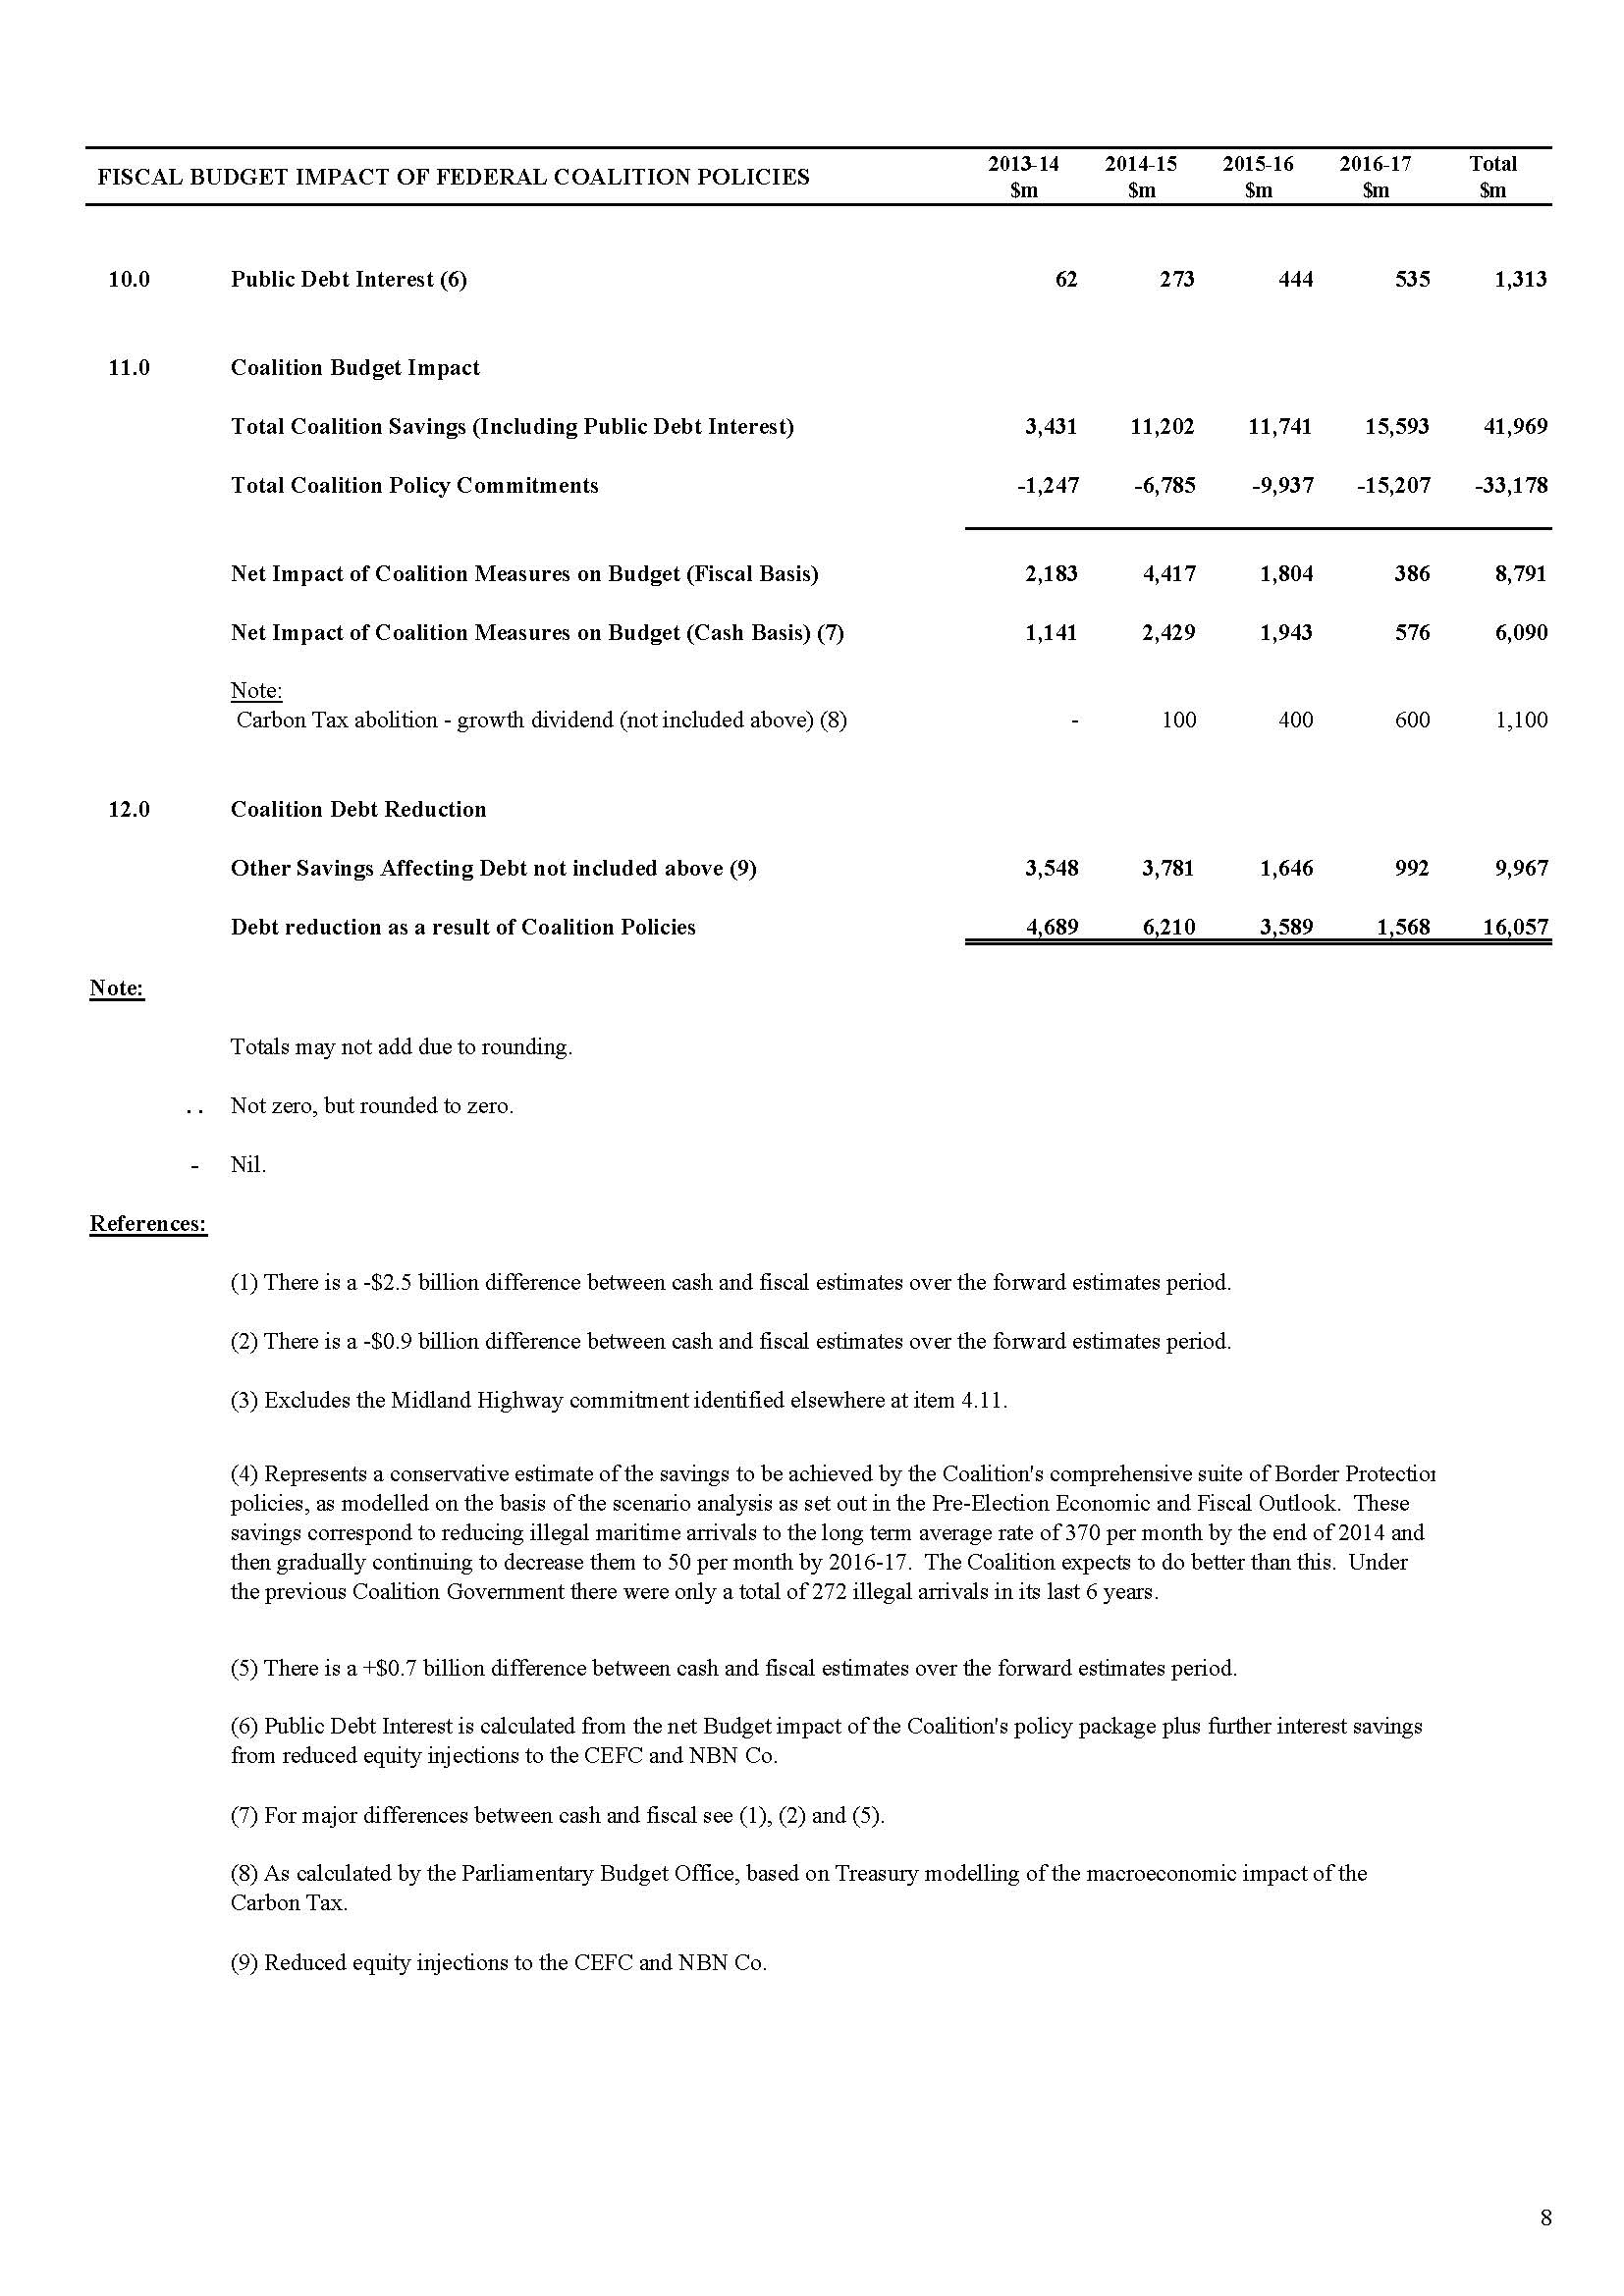 FISCAL BUDGET IMPACT OF FEDERAL COALITION POLICIES 2013-14 2014-15 2015-16 2016-17 Total
$m $m $m $m $m
10.0 Public Debt Interest (6) 62 273 444 535 1,313
11.0 Coalition Budget Impact
Total Coalition Savings (Including Public Debt Interest) 3,431 11,202 11,741 15,593 41,969
Total Coalition Policy Commitments -1,247 -6,785 -9,937 -15,207 -33,178
Net Impact of Coalition Measures on Budget (Fiscal Basis) 2,183 4,417 1,804 386 8,791
Net Impact of Coalition Measures on Budget (Cash Basis) (7) 1,141 2,429 1,943 576 6,090
Note:
Carbon Tax abolition - growth dividend (not included above) (8) - 100 400 600 1,100
12.0 Coalition Debt Reduction
Other Savings Affecting Debt not included above (9) 3,548 3,781 1,646 992 9,967
Debt reduction as a result of Coalition Policies 4,689 6,210 3,589 1,568 16,057
Note:
Totals may not add due to rounding.
. . Not zero, but rounded to zero.
- Nil.
References:
(1) There is a -$2.5 billion difference between cash and fiscal estimates over the forward estimates period.
(2) There is a -$0.9 billion difference between cash and fiscal estimates over the forward estimates period.
(3) Excludes the Midland Highway commitment identified elsewhere at item 4.11.
(4) Represents a conservative estimate of the savings to be achieved by the Coalition's comprehensive suite of Border Protection
policies, as modelled on the basis of the scenario analysis as set out in the Pre-Election Economic and Fiscal Outlook. These
savings correspond to reducing illegal maritime arrivals to the long term average rate of 370 per month by the end of 2014 and
then gradually continuing to decrease them to 50 per month by 2016-17. The Coalition expects to do better than this. Under
the previous Coalition Government there were only a total of 272 illegal arrivals in its last 6 years.
(5) There is a +$0.7 billion difference between cash and fiscal estimates over the forward estimates period.
(6) Public Debt Interest is calculated from the net Budget impact of the Coalition's policy package plus further interest savings
from reduced equity injections to the CEFC and NBN Co.
(7) For major differences between cash and fiscal see (1), (2) and (5).
(8) As calculated by the Parliamentary Budget Office, based on Treasury modelling of the macroeconomic impact of the
Carbon Tax.
(9) Reduced equity injections to the CEFC and NBN Co.
8